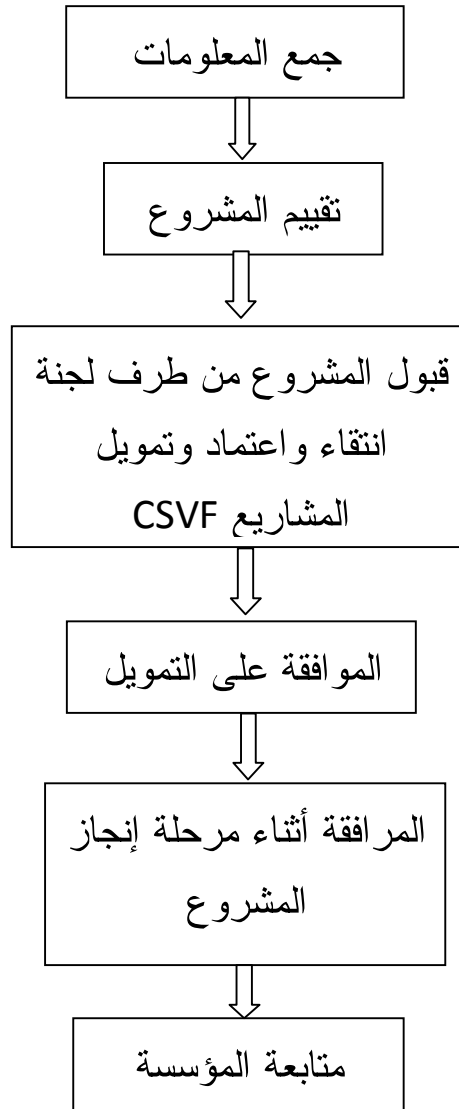 جمع المعلومات
تقييم المشروع
قبول المشروع من طرف لجنة
انتقاء واعتماد وتمويل
المشاريع CSVF
الموافقة على التمويل
المرافقة أثناء مرحلة إنجاز
المشروع
متابعة المؤسسة